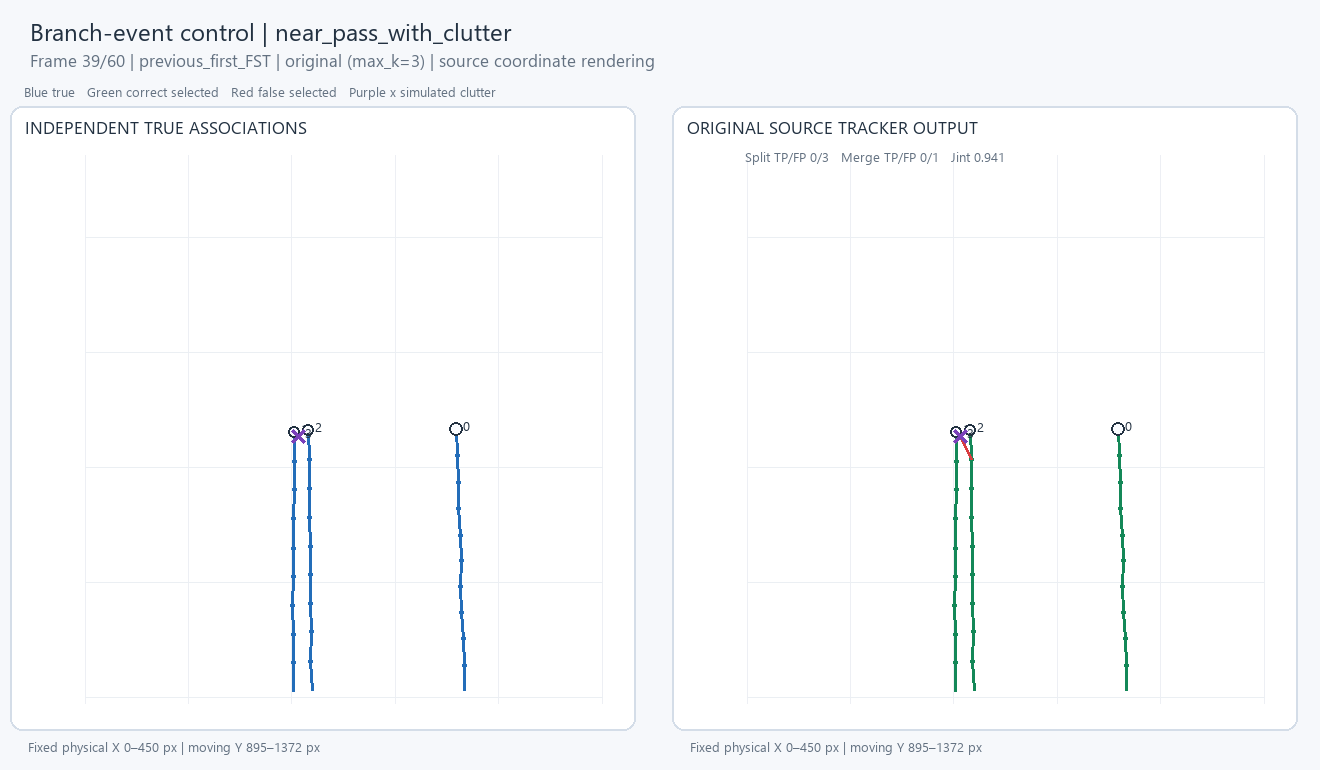 Branch-event control | near_pass_with_clutter
Frame 39/60 | previous_first_FST | original (max_k=3) | source coordinate rendering
Blue true   Green correct selected   Red false selected   Purple x simulated clutter
INDEPENDENT TRUE ASSOCIATIONS
2
0
Fixed physical X 0–450 px | moving Y 895–1372 px
ORIGINAL SOURCE TRACKER OUTPUT
Split TP/FP 0/3   Merge TP/FP 0/1   Jint 0.941
2
0
Fixed physical X 0–450 px | moving Y 895–1372 px